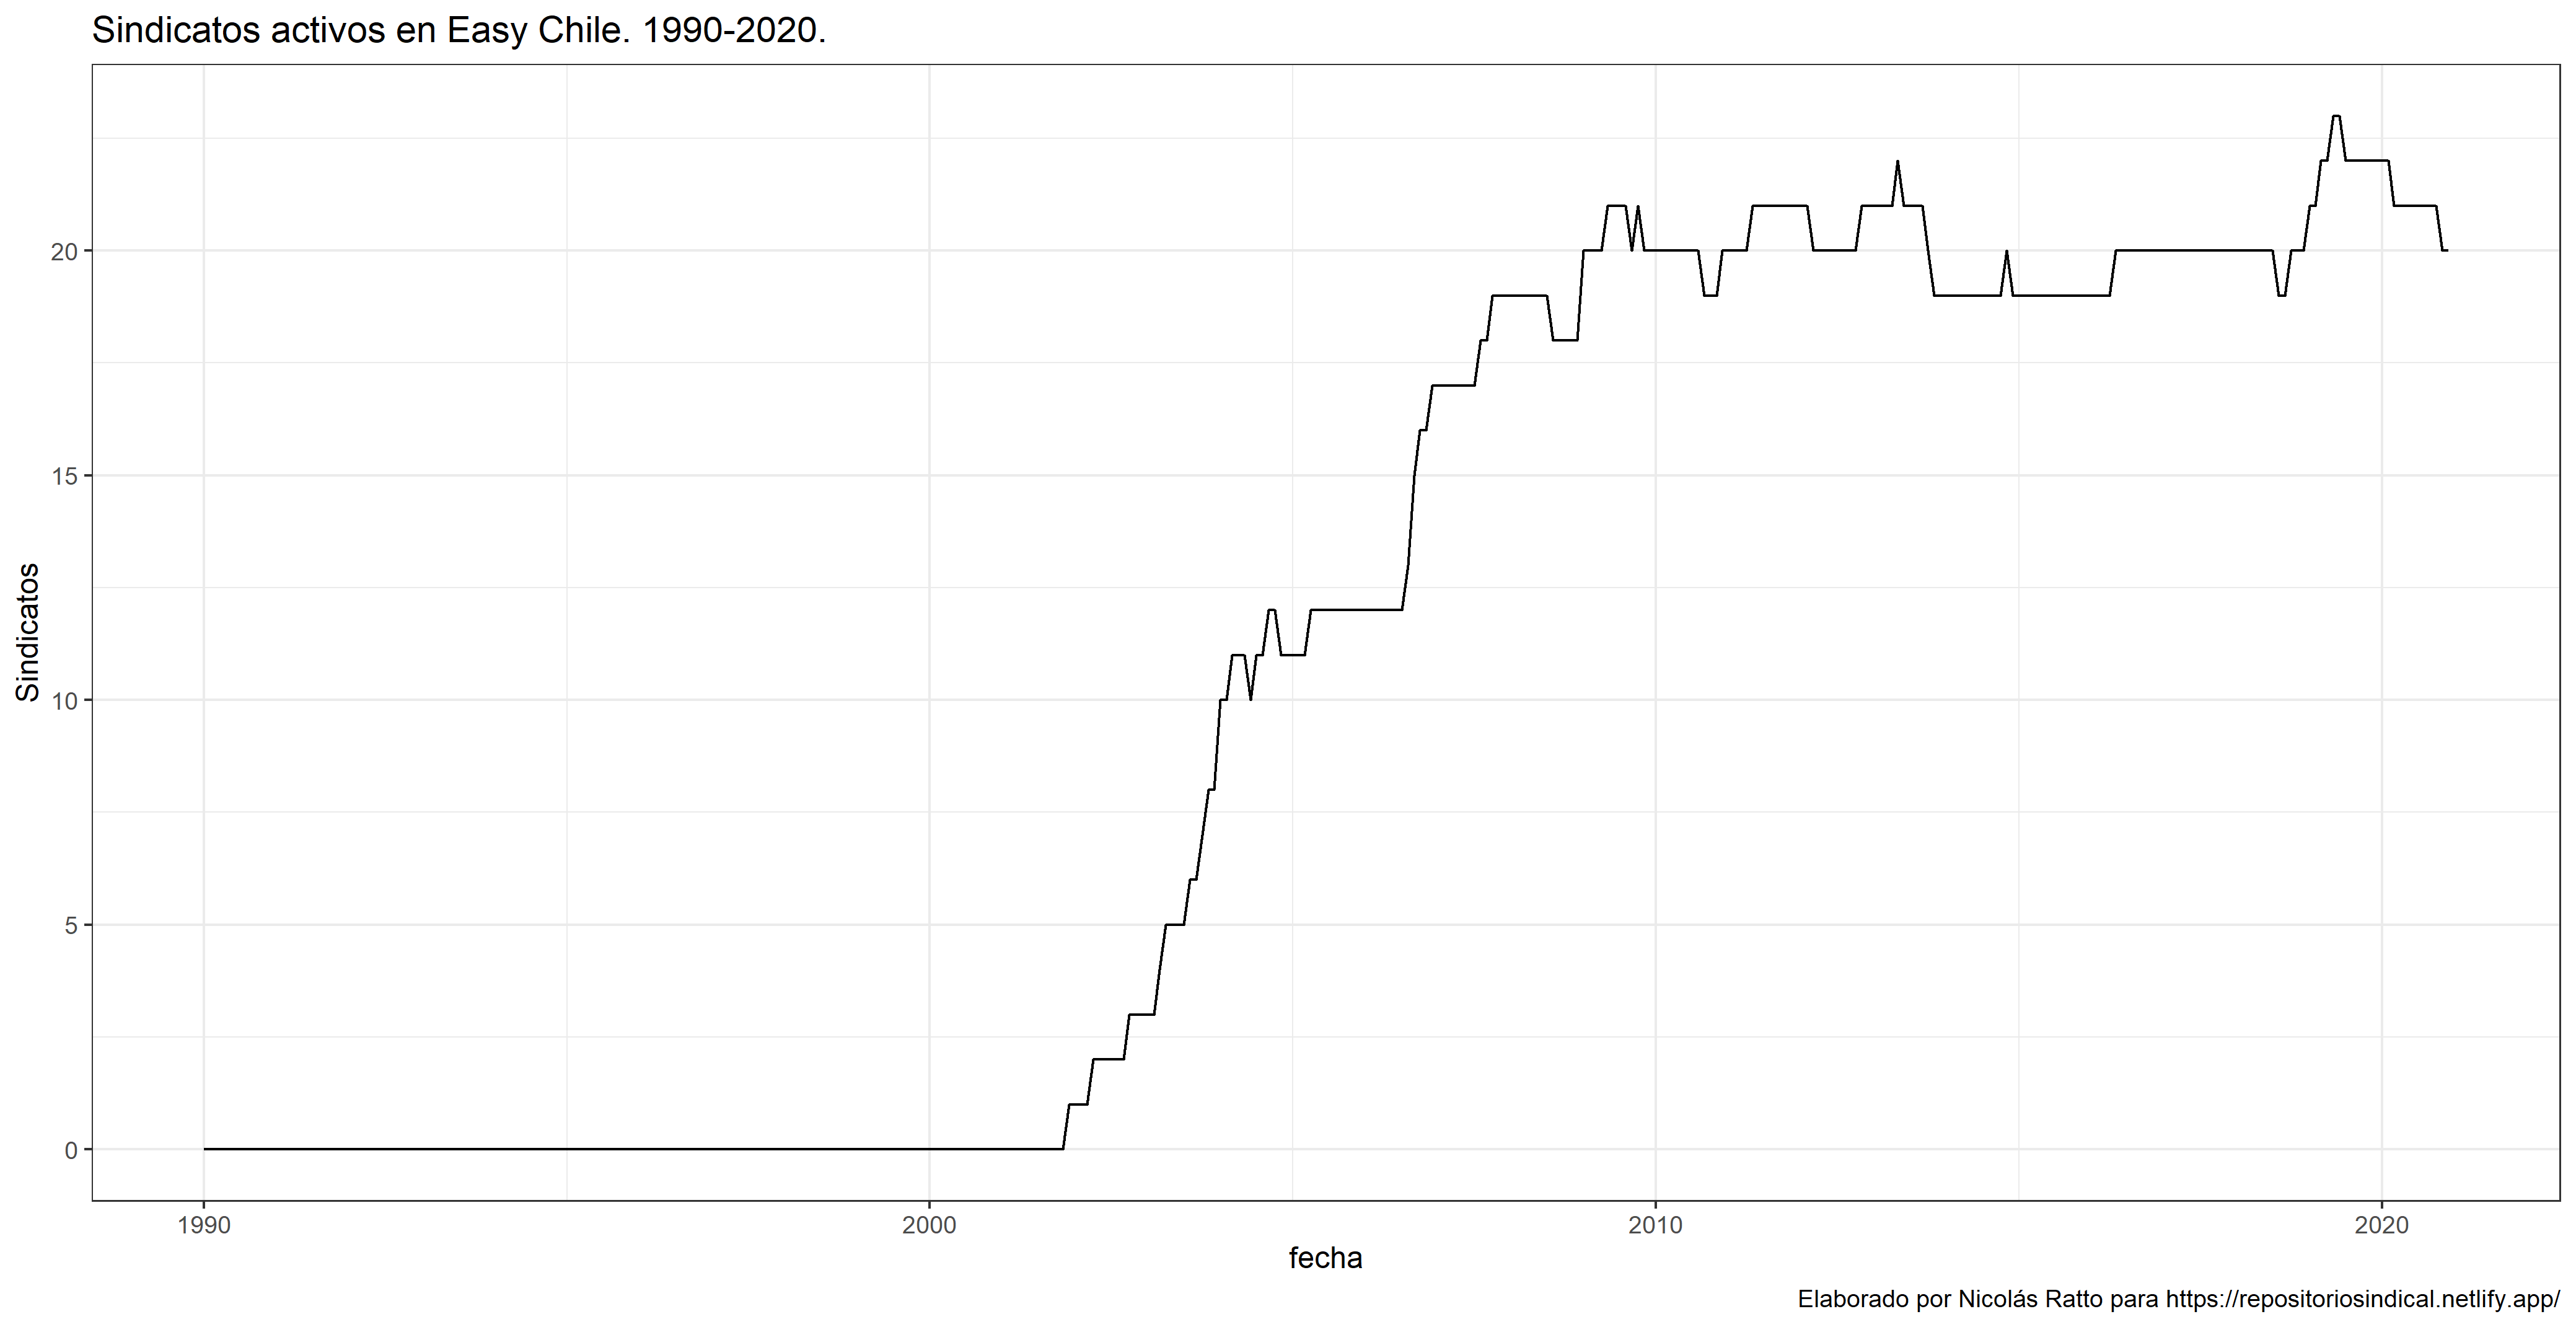 Sindicatos activos en Easy Chile. 1990-2020.
Sindicatos
20
15
10
5
0
1990 2000 2010 2020
fecha
Elaborado por Nicolás Ratto para https://repositoriosindical.netlify.app/